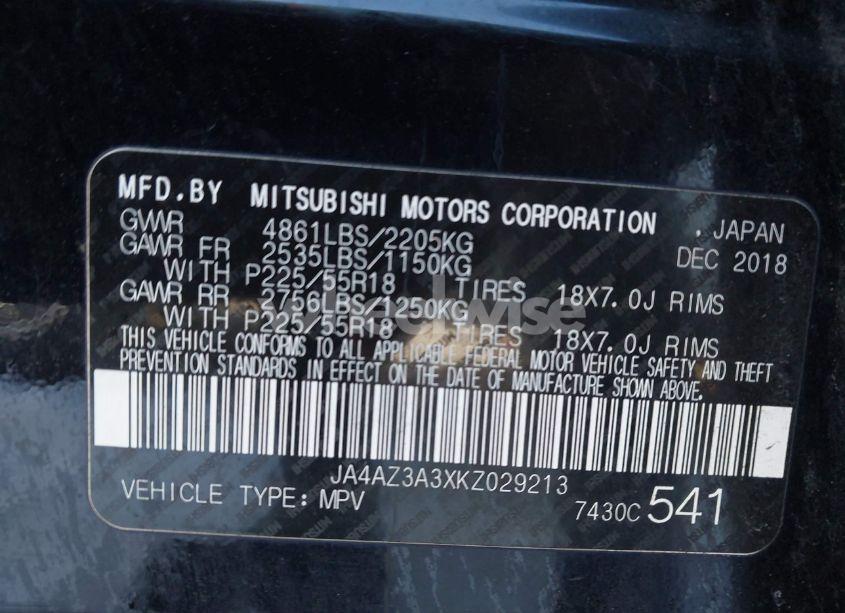 MFD.BY MITSUBISHI MOTORS CORPORATION , JAPAN
GVWR 4861LBS/2205KG DEC 2018
GAWR FR 2535LBS/1150KG
WITH P225/55R18 TIRES 18X7.0J RIMS
GAWR RR 2756LBS/1250KG
WITH P225/55R18 TIRES 18X7.0J RIMS
THIS VEHICLE CONFORMS TO ALL APPLICABLE FEDERAL MOTOR VEHICLE SAFETY AND THEFT
PREVENTION STANDARDS IN EFFECT ON THE DATE OF MANUFACTURE SHOWN ABOVE.
JA4AZ3A3XKZ029213
VEHICLE TYPE: MPV 7430C 541